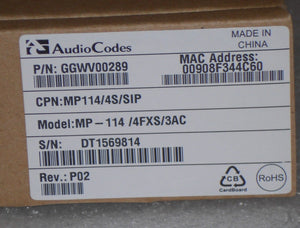 AudioCodes
MADE IN
CHINA
P/N: GGWV00289
MAC Address:
00908F344C60
CPN:MP114/4S/SIP
Model:MP-114 /4FXS/3AC
S/N: DT1569814
Rev.: P02
CB
CardBoard
RoHS